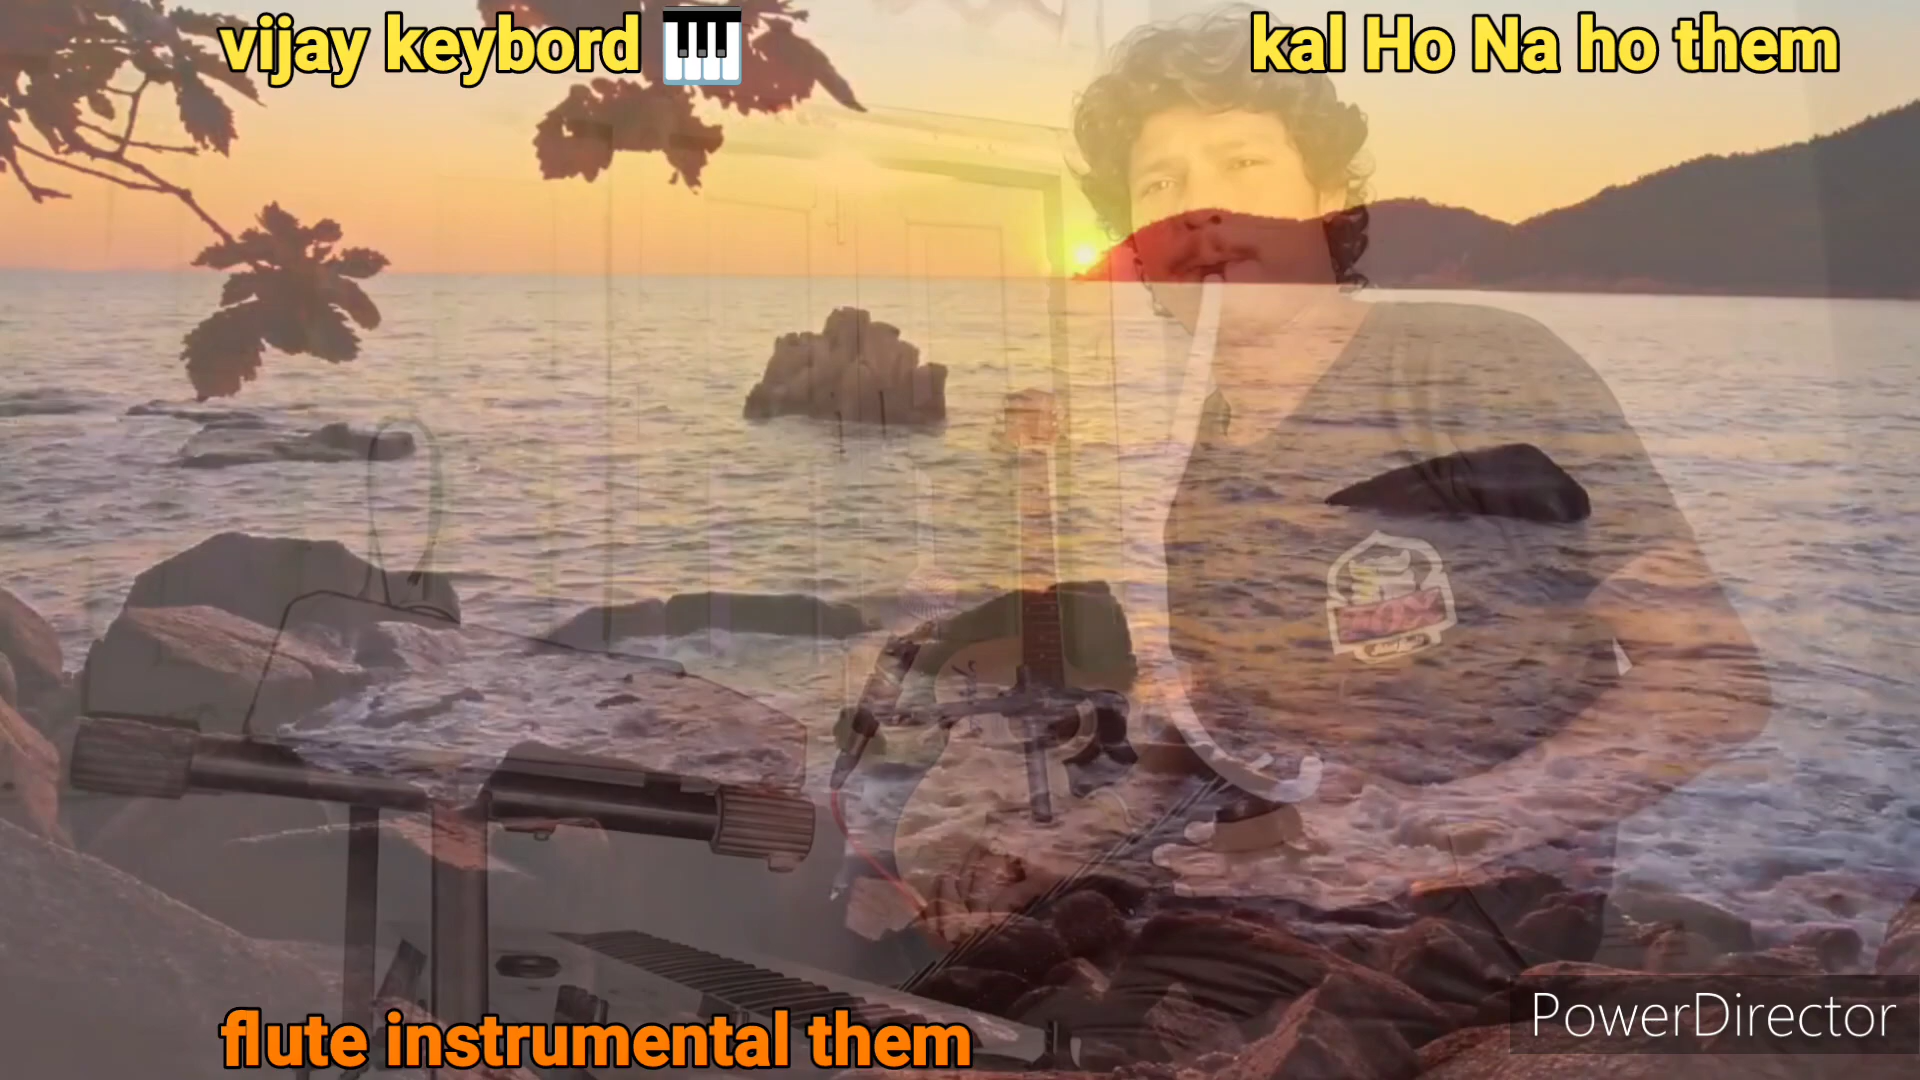 vijay keybord 🎹
kal Ho Na ho them
flute instrumental them
PowerDirector